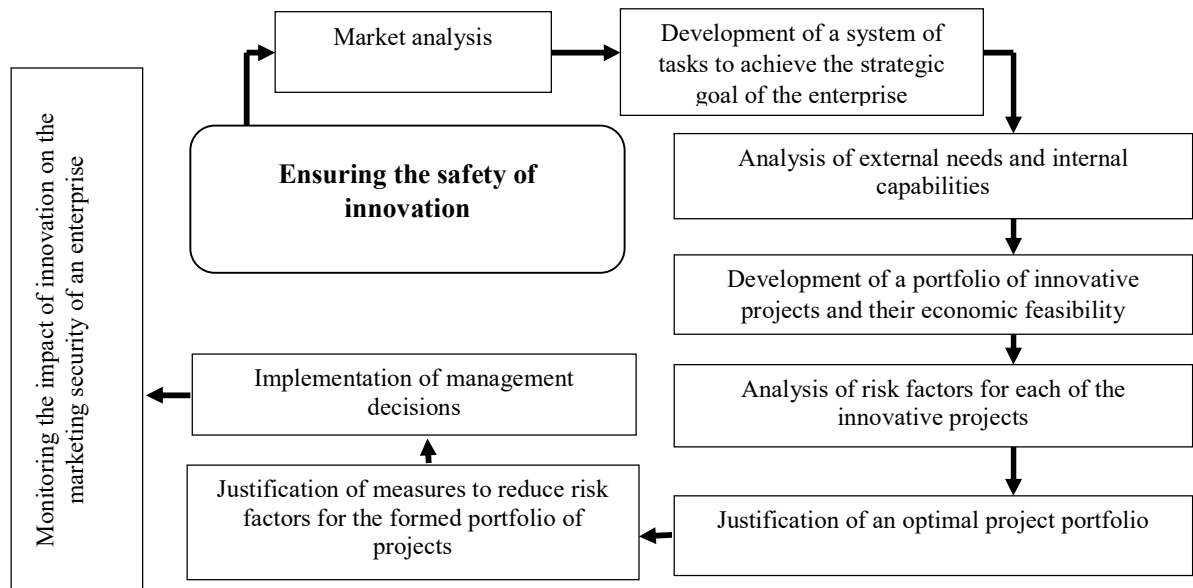 Market analysis
Development of a system of
tasks to achieve the strategic
goal of the enterprise
Ensuring the safety of
innovation
Analysis of external needs and internal
capabilities
Development of a portfolio of innovative
projects and their economic feasibility
Analysis of risk factors for each of the
innovative projects
Justification of an optimal project portfolio
Justification of measures to reduce risk
factors for the formed portfolio of
projects
Implementation of management
decisions
Monitoring the impact of innovation on the
marketing security of an enterprise